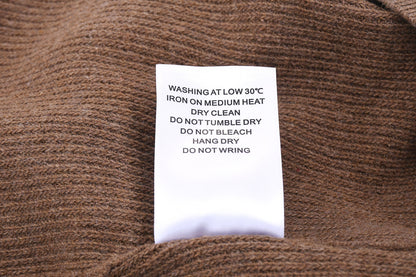 WASHING AT LOW 30℃
IRON ON MEDIUM HEAT
DRY CLEAN
DO NOT TUMBLE DRY
DO NOT BLEACH
HANG DRY
DO NOT WRING